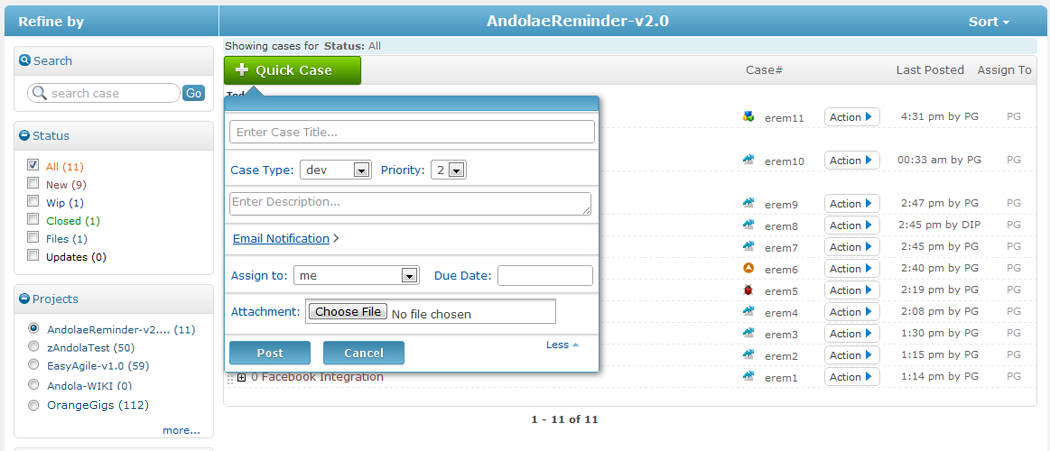 Refine by
AndolaeReminder-v2.0
Sort
Search
search case
Go
Status
All (11)
New (9)
Wip (1)
Closed (1)
Files (1)
Updates (0)
Projects
AndolaeReminder-v2.... (11)
zAndolaTest (50)
EasyAgile-v1.0 (59)
Andola-WIKI (0)
OrangeGigs (112)
more...
Showing cases for Status: All
Quick Case
Case# Last Posted Assign To
Enter Case Title...
Case Type: dev Priority: 2
Enter Description...
Email Notification >
Assign to: me Due Date:
Attachment: Choose File No file chosen
Post Cancel Less
erem11 Action 4:31 pm by PG PG
erem10 Action 00:33 am by PG PG
erem9 Action 2:47 pm by PG PG
erem8 Action 2:45 pm by DIP PG
erem7 Action 2:45 pm by PG PG
erem6 Action 2:40 pm by PG PG
erem5 Action 2:19 pm by PG PG
erem4 Action 2:08 pm by PG PG
erem3 Action 1:30 pm by PG PG
erem2 Action 1:15 pm by PG PG
0 Facebook Integration erem1 Action 1:14 pm by PG PG
1 - 11 of 11